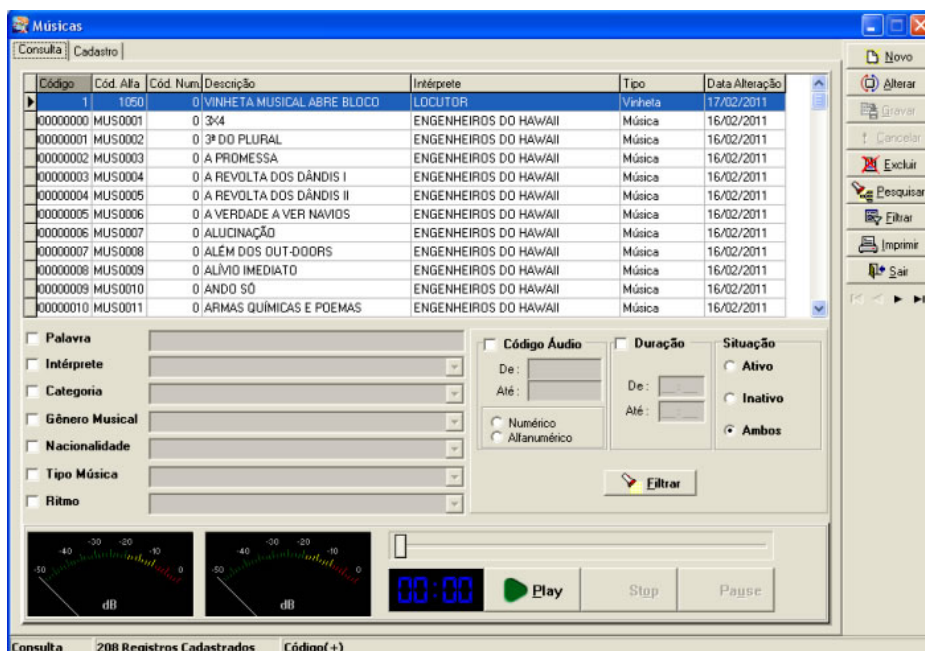 Músicas
Consulta Cadastro
Código Cód. Alfa Cód. Num. Descrição Intérprete Tipo Data Alteração
1 1050 0 VINHETA MUSICAL ABRE BLOCO LOCUTOR Vinheta 17/02/2011
00000000 MUS0001 0 3X4 ENGENHEIROS DO HAWAII Música 16/02/2011
00000001 MUS0002 0 3ª DO PLURAL ENGENHEIROS DO HAWAII Música 16/02/2011
00000002 MUS0003 0 A PROMESSA ENGENHEIROS DO HAWAII Música 16/02/2011
00000003 MUS0004 0 A REVOLTA DOS DÂNDIS I ENGENHEIROS DO HAWAII Música 16/02/2011
00000004 MUS0005 0 A REVOLTA DOS DÂNDIS II ENGENHEIROS DO HAWAII Música 16/02/2011
00000005 MUS0006 0 A VERDADE A VER NAVIOS ENGENHEIROS DO HAWAII Música 16/02/2011
00000006 MUS0007 0 ALUCINAÇÃO ENGENHEIROS DO HAWAII Música 16/02/2011
00000007 MUS0008 0 ALÉM DOS OUT-DOORS ENGENHEIROS DO HAWAII Música 16/02/2011
00000008 MUS0009 0 ALÍVIO IMEDIATO ENGENHEIROS DO HAWAII Música 16/02/2011
00000009 MUS0010 0 ANDO SÓ ENGENHEIROS DO HAWAII Música 16/02/2011
00000010 MUS0011 0 ARMAS QUÍMICAS E POEMAS ENGENHEIROS DO HAWAII Música 16/02/2011
Novo
Alterar
Gravar
Cancelar
Excluir
Pesquisar
Filtrar
Imprimir
Sair
Palavra
Intérprete
Categoria
Gênero Musical
Nacionalidade
Tipo Música
Ritmo
Código Áudio
De :
Até :
Numérico
Alfanumérico
Duração
De :
Até :
Situação
Ativo
Inativo
Ambos
Filtrar
-50 -40 -30 -20 -10 0
dB
-50 -40 -30 -20 -10 0
dB
00:00
Play Stop Pause
Consulta 208 Registros Cadastrados Código(+)